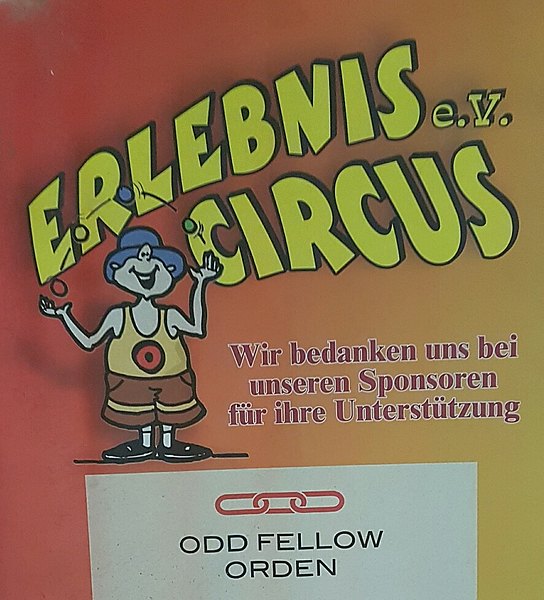 ERLEBNIS e.V.
CIRCUS
Wir bedanken uns bei
unseren Sponsoren
für ihre Unterstützung
ODD FELLOW
ORDEN